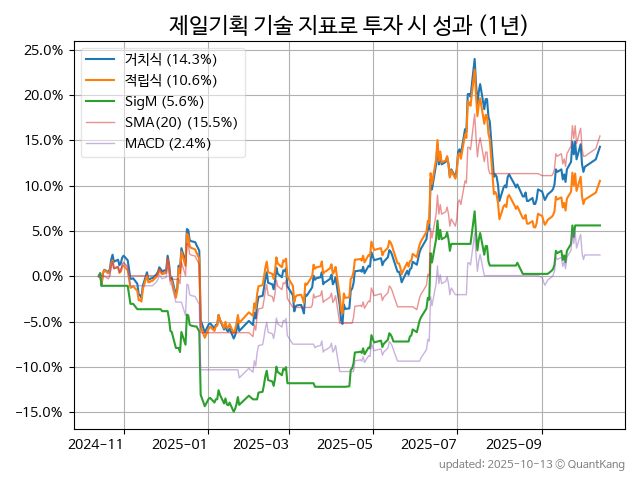 제일기획 기술 지표로 투자 시 성과 (1년)
25.0%
20.0%
15.0%
10.0%
5.0%
0.0%
−5.0%
−10.0%
−15.0%
거치식 (14.3%)
적립식 (10.6%)
SigM (5.6%)
SMA(20) (15.5%)
MACD (2.4%)
2024-11 2025-01 2025-03 2025-05 2025-07 2025-09
updated: 2025-10-13 © QuantKang